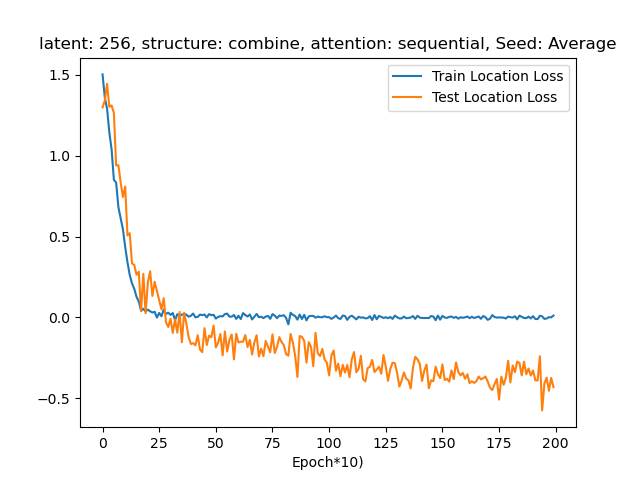 latent: 256, structure: combine, attention: sequential, Seed: Average
Train Location Loss
Test Location Loss
1.5
1.0
0.5
0.0
−0.5
0 25 50 75 100 125 150 175 200
Epoch*10)